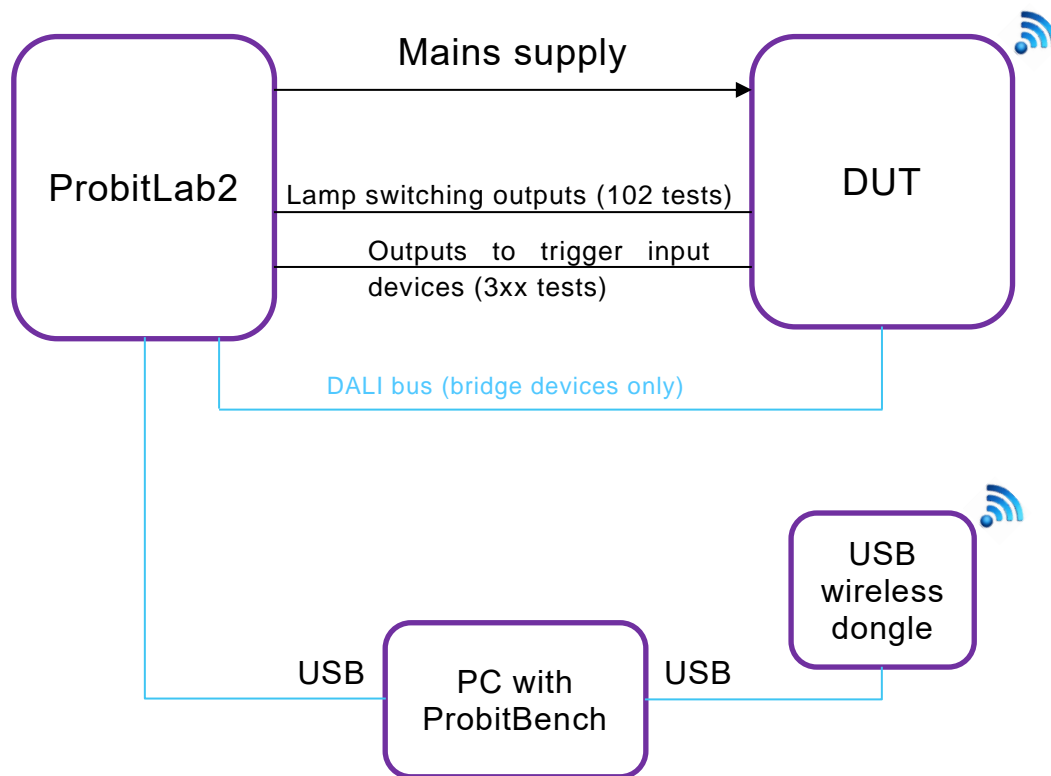 Mains supply
ProbitLab2
DUT
Lamp switching outputs (102 tests)
Outputs to trigger input
devices (3xx tests)
DALI bus (bridge devices only)
USB
wireless
dongle
USB
PC with
ProbitBench
USB